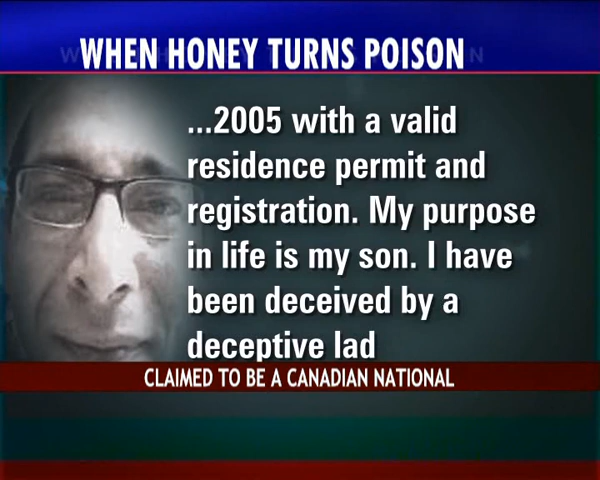 WHEN HONEY TURNS POISON
...2005 with a valid
residence permit and
registration. My purpose
in life is my son. I have
been deceived by a
deceptive lad
CLAIMED TO BE A CANADIAN NATIONAL